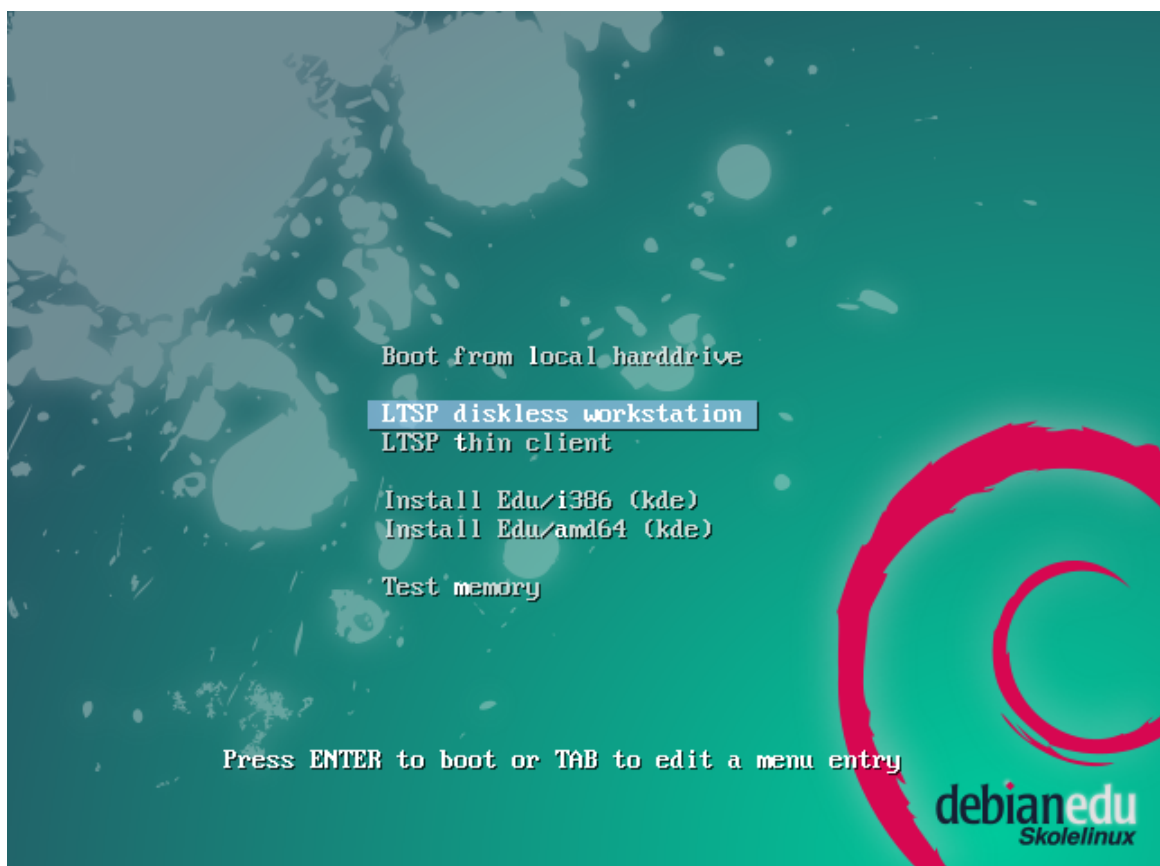 Boot from local harddrive
LTSP diskless workstation
LTSP thin client
Install Edu/i386 (kde)
Install Edu/amd64 (kde)
Test memory
Press ENTER to boot or TAB to edit a menu entry
debianedu
Skolelinux